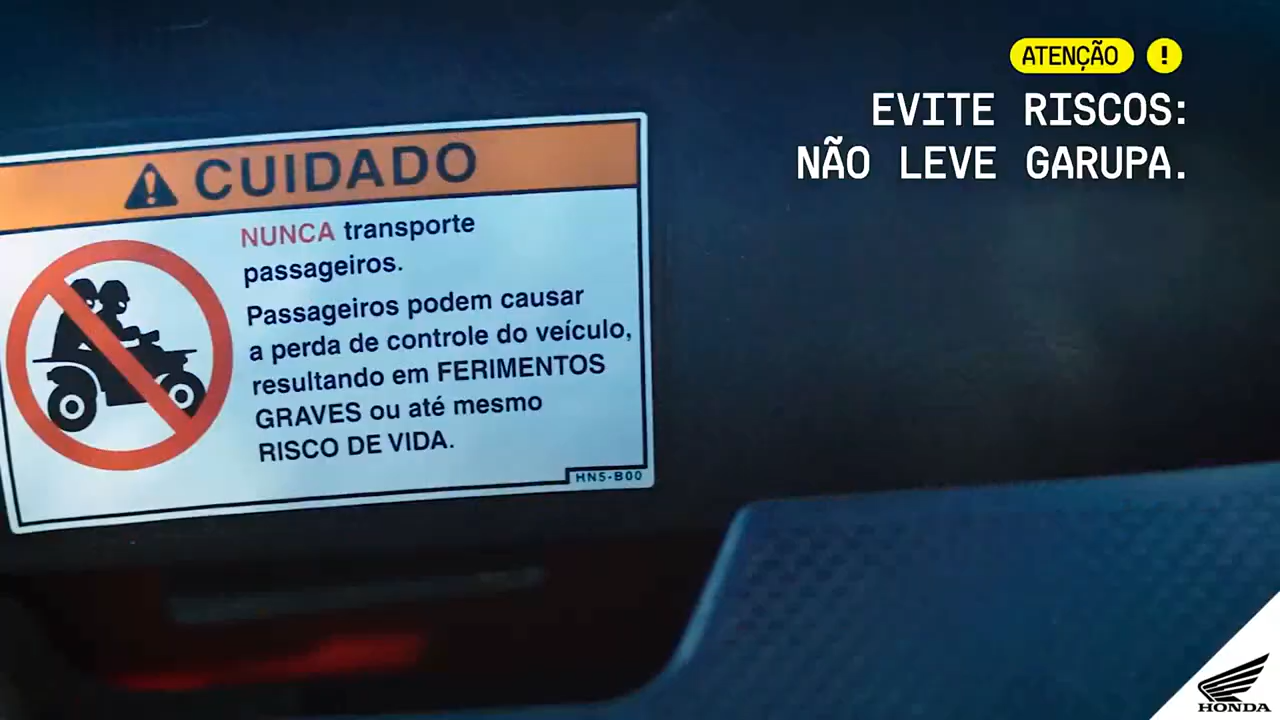 ATENÇÃO !
EVITE RISCOS:
NÃO LEVE GARUPA.
CUIDADO
NUNCA transporte
passageiros.
Passageiros podem causar
a perda de controle do veículo,
resultando em FERIMENTOS
GRAVES ou até mesmo
RISCO DE VIDA.
HN5-B00
HONDA